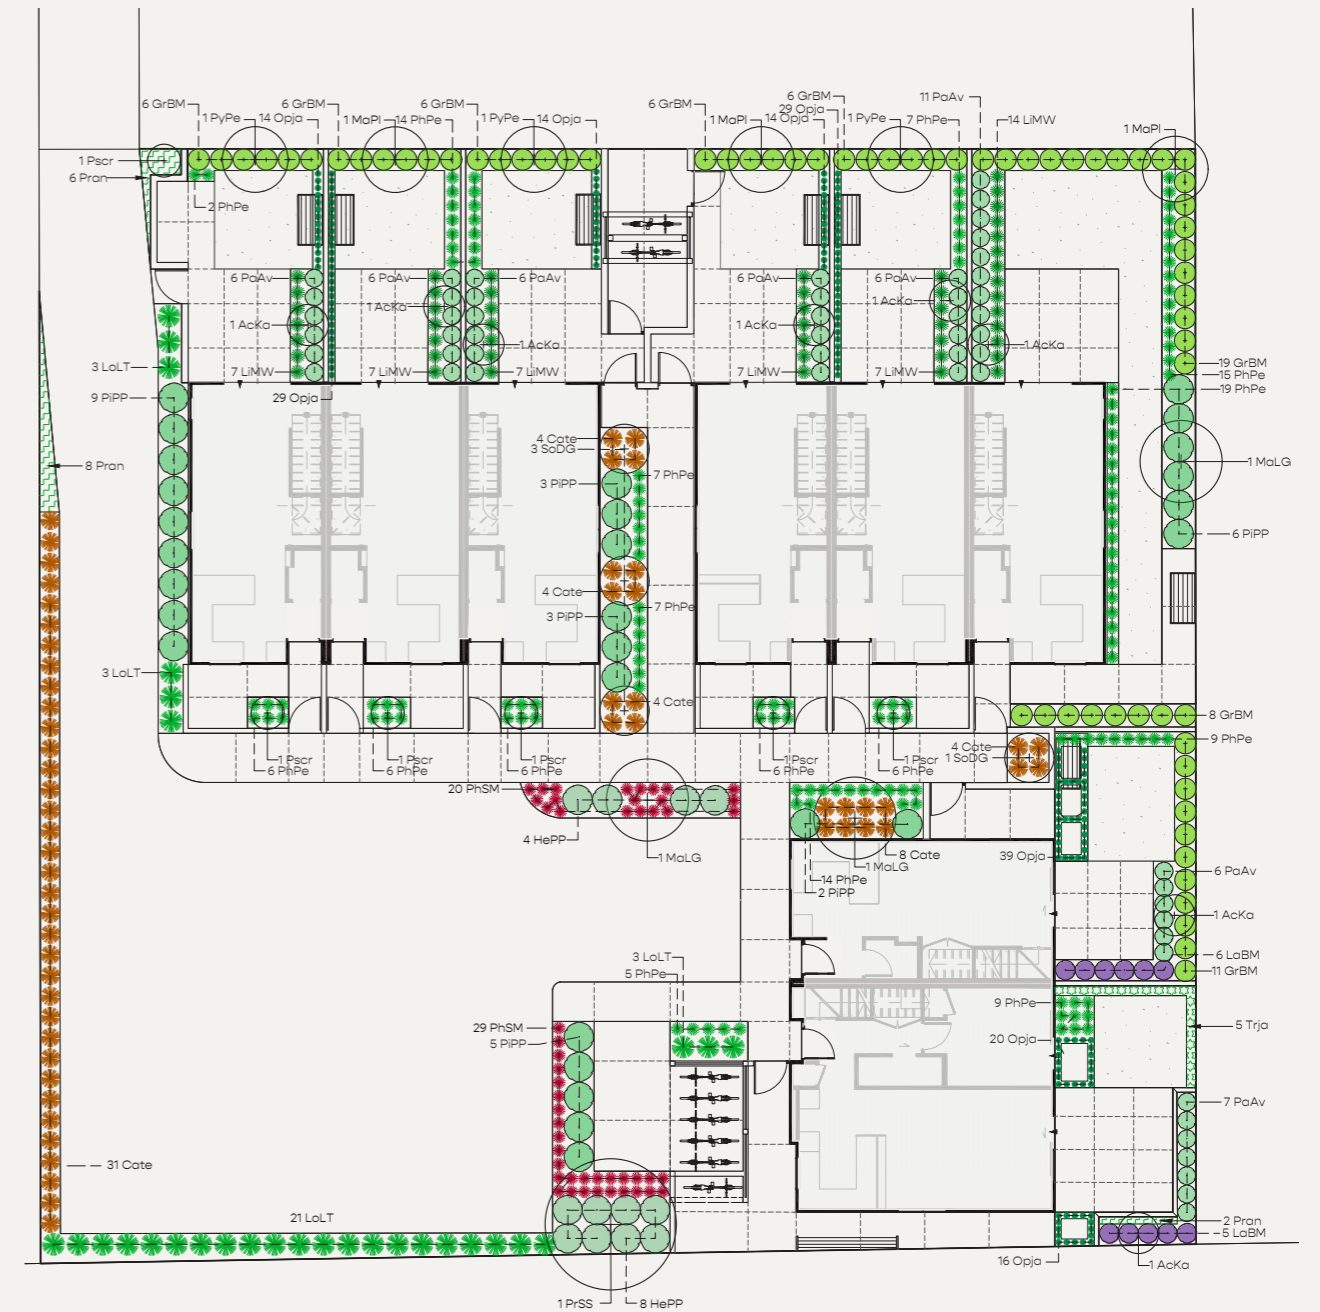 6 GrBM
6 GrBM
6 GrBM
6 GrBM
6 GrBM
11 PaAv
29 Opja
1 PyPe
14 Opja
1 MaPl
14 PhPe
1 PyPe
14 Opja
1 MaPl
14 Opja
1 PyPe
7 PhPe
14 LiMW
1 MaPl
1 Pscr
6 Pran
2 PhPe
6 PaAv
6 PaAv
6 PaAv
6 PaAv
6 PaAv
1 AcKa
1 AcKa
1 AcKa
1 AcKa
1 AcKa
1 AcKa
3 LoLT
7 LiMW
7 LiMW
7 LiMW
7 LiMW
7 LiMW
19 GrBM
15 PhPe
19 PhPe
9 PiPP
29 Opja
4 Cate
3 SoDG
7 PhPe
8 Pran
1 MaLG
3 PiPP
6 PiPP
4 Cate
7 PhPe
3 PiPP
3 LoLT
4 Cate
8 GrBM
9 PhPe
4 Cate
1 SoDG
1 Pscr
6 PhPe
1 Pscr
6 PhPe
1 Pscr
6 PhPe
1 Pscr
6 PhPe
1 Pscr
6 PhPe
20 PhSM
4 HePP
1 MaLG
8 Cate
1 MaLG
14 PhPe
2 PiPP
39 Opja
6 PaAv
1 AcKa
6 LaBM
11 GrBM
3 LoLT
5 PhPe
9 PhPe
29 PhSM
5 PiPP
20 Opja
5 Trja
7 PaAv
31 Cate
21 LoLT
2 Pran
5 LaBM
16 Opja
1 AcKa
1 PrSS
8 HePP